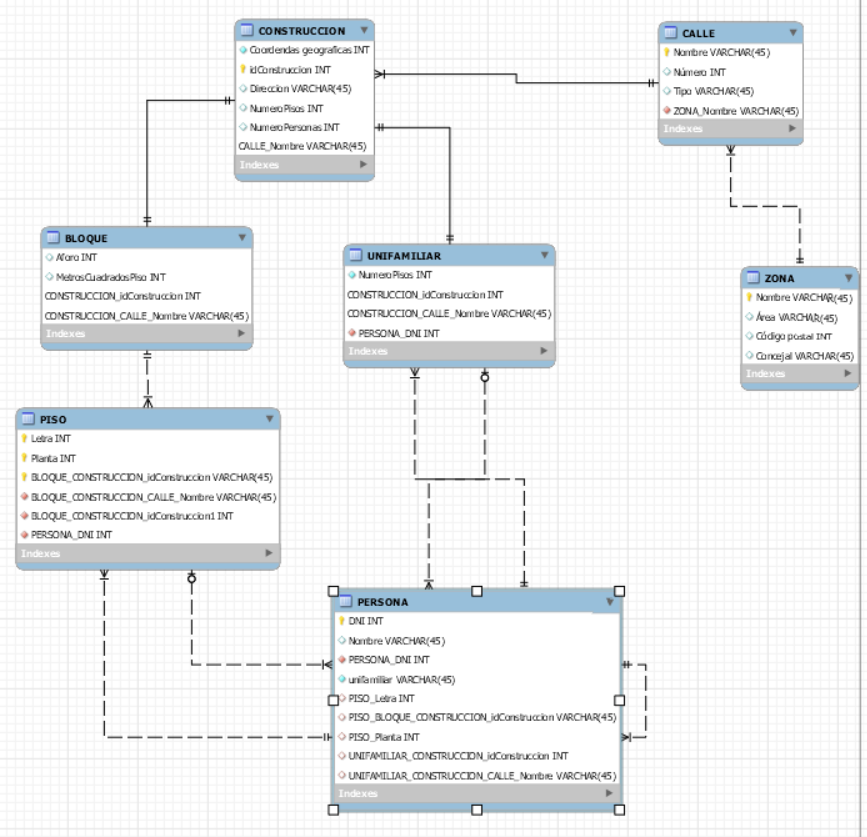 CONSTRUCCION
Coordendas geograficas INT
idConstruccion INT
Direccion VARCHAR(45)
NumeroPisos INT
NumeroPersonas INT
CALLE_Nombre VARCHAR(45)
Indexes
CALLE
Nombre VARCHAR(45)
Número INT
Tipo VARCHAR(45)
ZONA_Nombre VARCHAR(45)
Indexes
BLOQUE
Aforo INT
MetrosCuadradosPiso INT
CONSTRUCCION_idConstruccion INT
CONSTRUCCION_CALLE_Nombre VARCHAR(45)
Indexes
UNIFAMILIAR
NumeroPisos INT
CONSTRUCCION_idConstruccion INT
CONSTRUCCION_CALLE_Nombre VARCHAR(45)
PERSONA_DNI INT
Indexes
ZONA
Nombre VARCHAR(45)
Área VARCHAR(45)
Código postal INT
Concejal VARCHAR(45)
Indexes
PISO
Letra INT
Planta INT
BLOQUE_CONSTRUCCION_idConstruccion VARCHAR(45)
BLOQUE_CONSTRUCCION_CALLE_Nombre VARCHAR(45)
BLOQUE_CONSTRUCCION_idConstruccion1 INT
PERSONA_DNI INT
Indexes
PERSONA
DNI INT
Nombre VARCHAR(45)
PERSONA_DNI INT
unifamiliar VARCHAR(45)
PISO_Letra INT
PISO_BLOQUE_CONSTRUCCION_idConstruccion VARCHAR(45)
PISO_Planta INT
UNIFAMILIAR_CONSTRUCCION_idConstruccion INT
UNIFAMILIAR_CONSTRUCCION_CALLE_Nombre VARCHAR(45)
Indexes